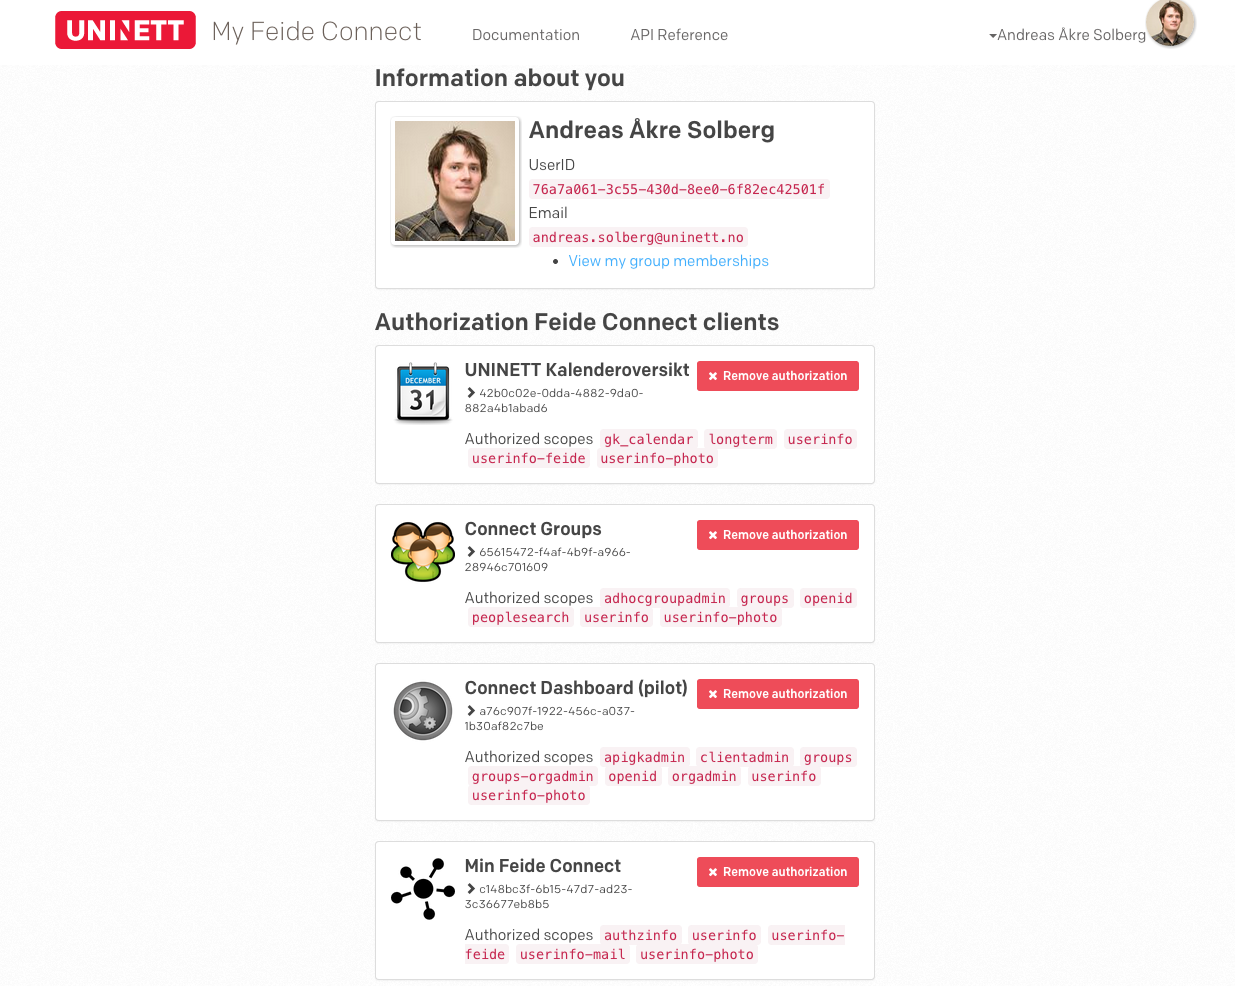 UNINETT My Feide Connect Documentation API Reference Andreas Åkre Solberg
Information about you
Andreas Åkre Solberg
UserID
76a7a061-3c55-430d-8ee0-6f82ec42501f
Email
andreas.solberg@uninett.no
View my group memberships
Authorization Feide Connect clients
DECEMBER
31
UNINETT Kalenderoversikt
Remove authorization
42b0c02e-0dda-4882-9da0-
882a4b1abad6
Authorized scopes gk_calendar longterm userinfo
userinfo-feide userinfo-photo
Connect Groups
Remove authorization
65615472-f4af-4b9f-a966-
28946c701609
Authorized scopes adhocgroupadmin groups openid
peoplesearch userinfo userinfo-photo
Connect Dashboard (pilot)
Remove authorization
a76c907f-1922-456c-a037-
1b30af82c7be
Authorized scopes apigkadmin clientadmin groups
groups-orgadmin openid orgadmin userinfo
userinfo-photo
Min Feide Connect
Remove authorization
c148bc3f-6b15-47d7-ad23-
3c36677eb8b5
Authorized scopes authzinfo userinfo userinfo-
feide userinfo-mail userinfo-photo